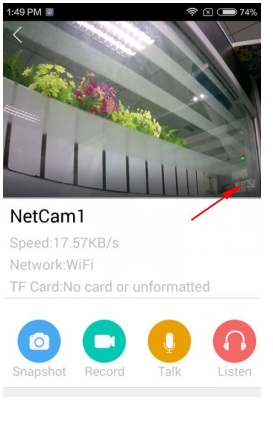 1:49 PM 74%
NetCam1
Speed:17.57KB/s
Network:WiFi
TF Card:No card or unformatted
Snapshot Record Talk Listen